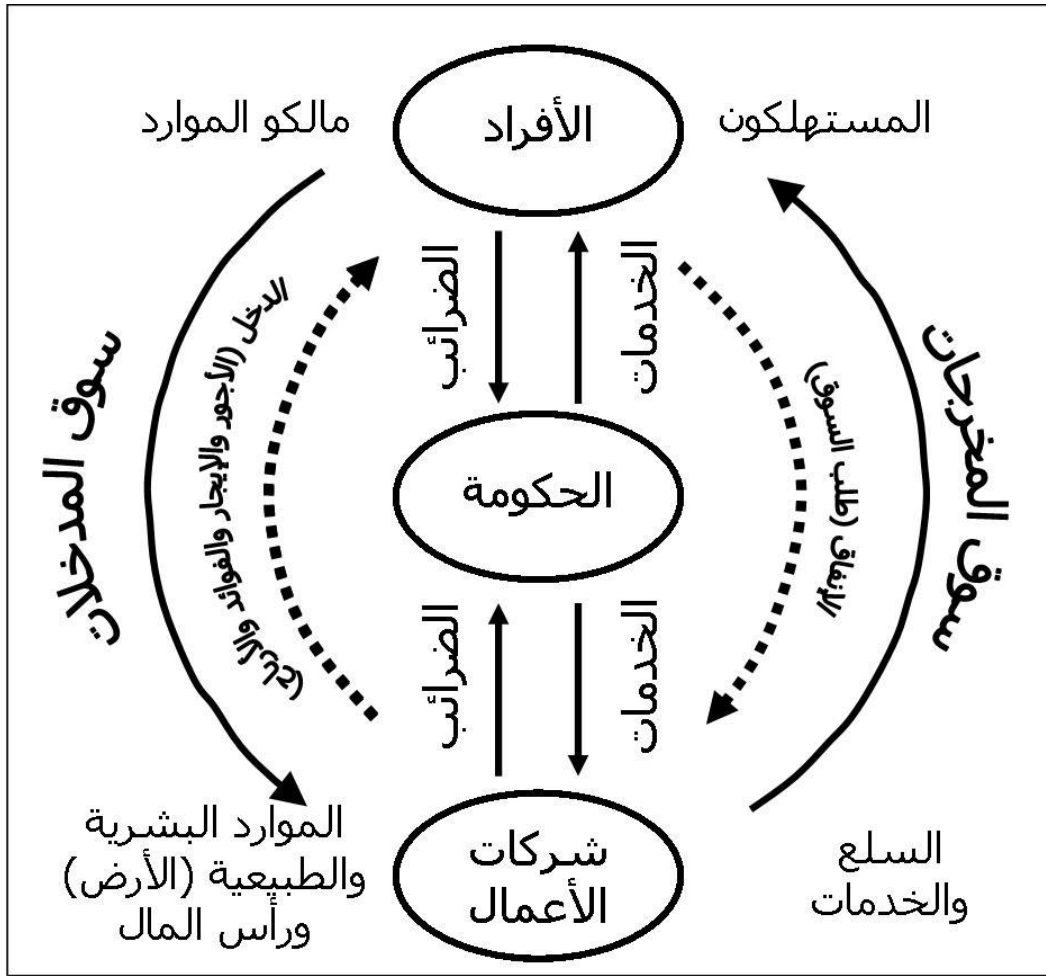 المستهلكون
الأفراد
مالكو الموارد
الخدمات
الضرائب
سوق المخرجات
الإنفاق (طلب السوق)
الدخل (الأجور والإيجار والفوائد والأرباح)
سوق المدخلات
الحكومة
الخدمات
الضرائب
السلع
والخدمات
شركات
الأعمال
الموارد البشرية
والطبيعية (الأرض)
ورأس المال